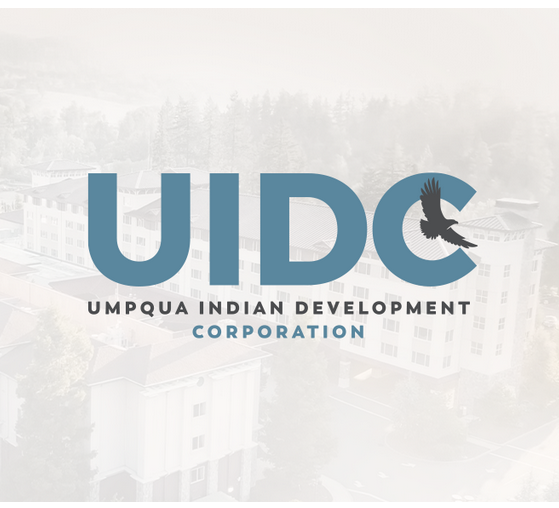 UIDC
UMPQUA INDIAN DEVELOPMENT
CORPORATION